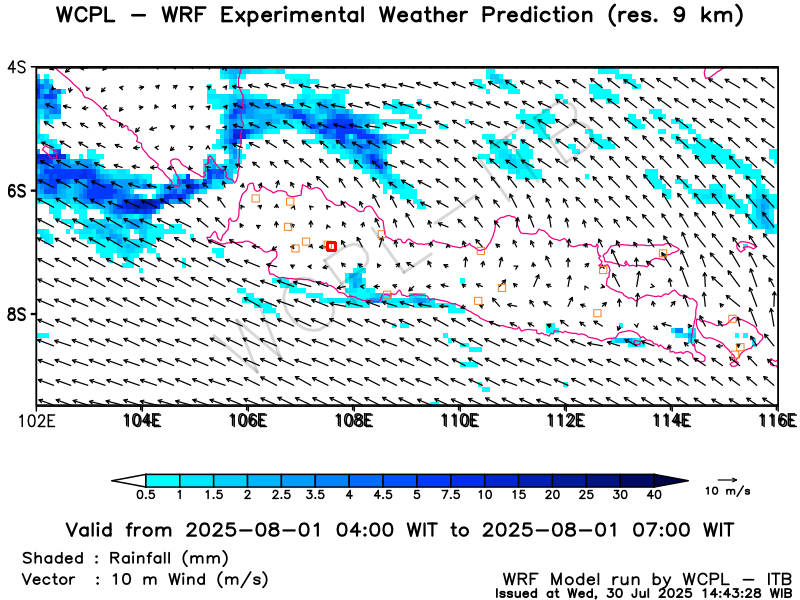 WCPL – WRF Experimental Weather Prediction (res. 9 km)
4S
6S
8S
102E 104E 106E 108E 110E 112E 114E 116E
WCPL-ITB
0.5 1 1.5 2 2.5 3.5 4 4.5 5 7.5 10 15 20 25 30 40
10 m/s
Valid from 2025-08-01 04:00 WIT to 2025-08-01 07:00 WIT
Shaded : Rainfall (mm)
Vector : 10 m Wind (m/s)
WRF Model run by WCPL – ITB
Issued at Wed, 30 Jul 2025 14:43:28 WIB